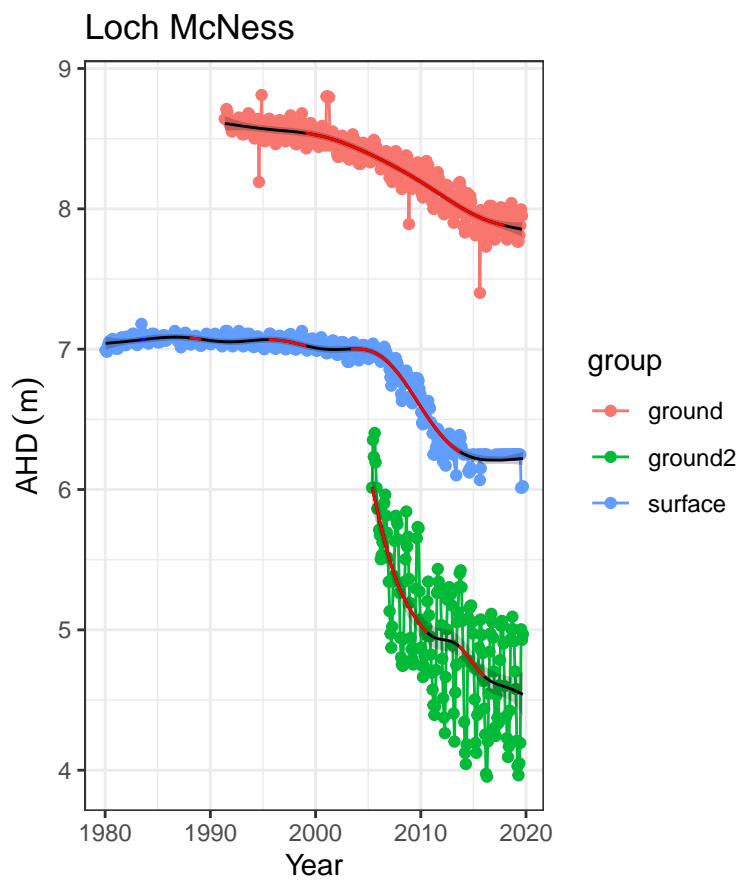 Loch McNess
9
8
7
6
5
4
AHD (m)
1980 1990 2000 2010 2020
Year
group
ground
ground2
surface